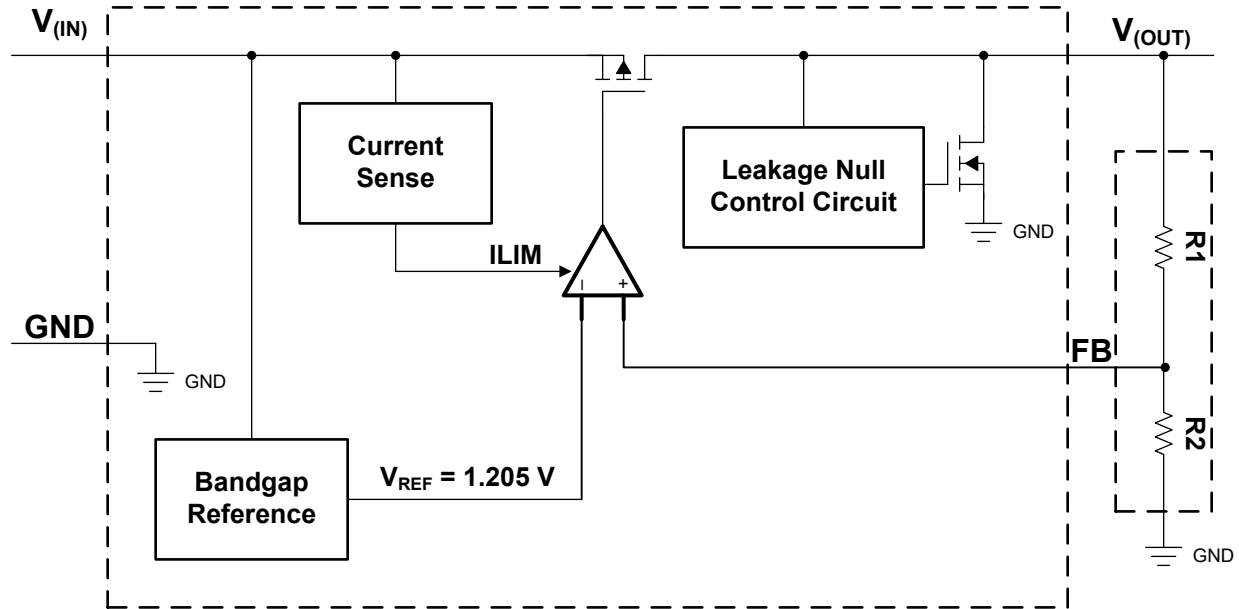 V(IN)
V(OUT)
Current
Sense
Leakage Null
Control Circuit
GND
R1
ILIM
- +
GND
GND
FB
R2
Bandgap
Reference
VREF = 1.205 V
GND